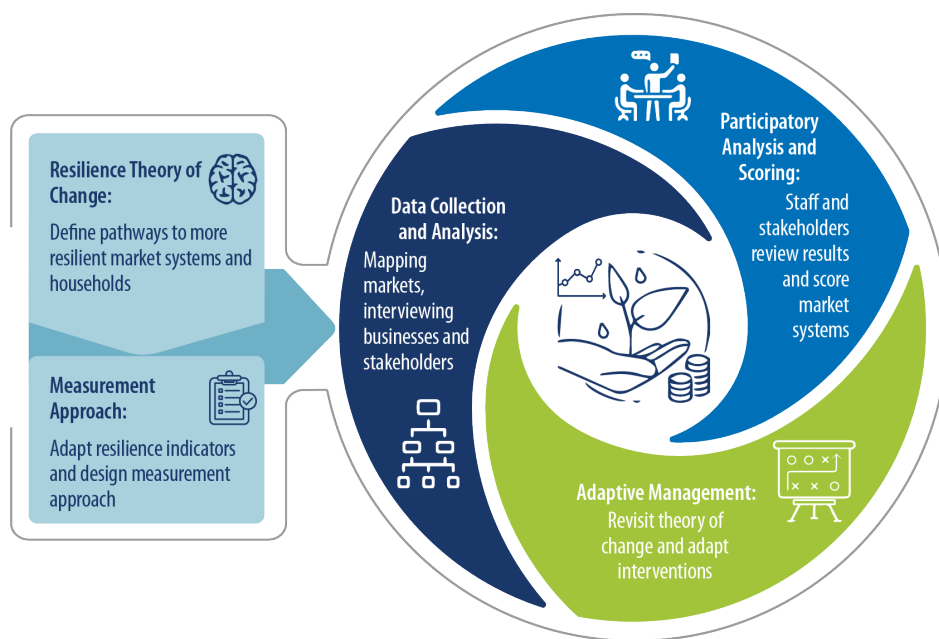 Resilience Theory of
Change:
Define pathways to more
resilient market systems and
households
Measurement
Approach:
Adapt resilience indicators
and design measurement
approach
Data Collection
and Analysis:
Mapping
markets,
interviewing
businesses and
stakeholders
Participatory
Analysis and
Scoring:
Staff and
stakeholders
review results
and score
market
systems
Adaptive Management:
Revisit theory of
change and adapt
interventions